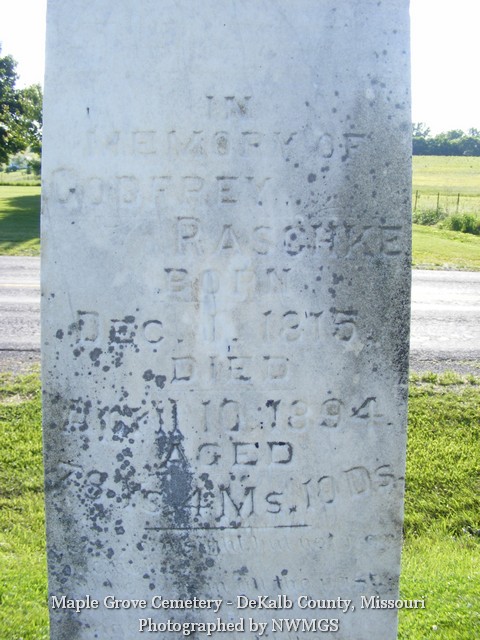 IN
MEMORY OF
GODFREY
RASCHKE
BORN
DEC. 1, 1815.
DIED
APRIL 10, 1894.
AGED
78 Ys. 4 Ms. 10 Ds.
Maple Grove Cemetery - DeKalb County, Missouri
Photographed by NWMGS